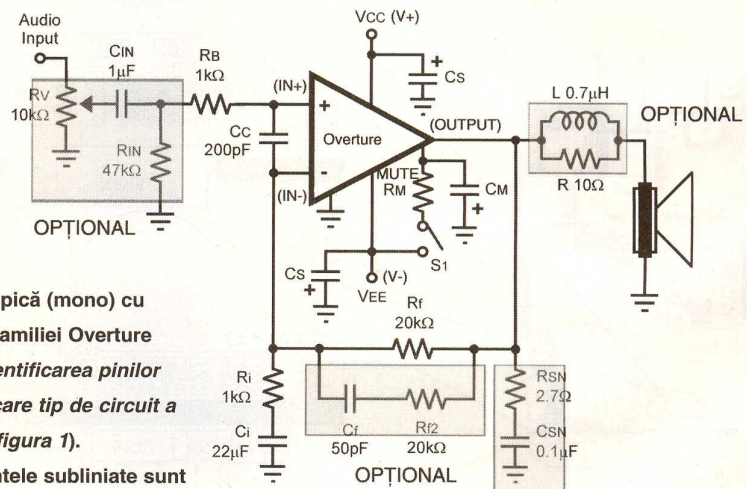 Audio
Input
CIN
1µF
RB
1kΩ
RV
10kΩ
RIN
47kΩ
OPȚIONAL
(IN+)
CC
200pF
(IN-)
+
-
Overture
VCC (V+)
+
CS
(OUTPUT)
MUTE
RM
CM
+
S1
CS
+
(V-)
VEE
L 0.7µH
R 10Ω
OPȚIONAL
Rf
20kΩ
Ri
1kΩ
Ci
22µF
Cf
50pF
Rf2
20kΩ
OPȚIONAL
RSN
2.7Ω
CSN
0.1µF
pică (mono) cu
amiliei Overture
entificarea pinilor
care tip de circuit a
figura 1).
ntele subliniate sunt